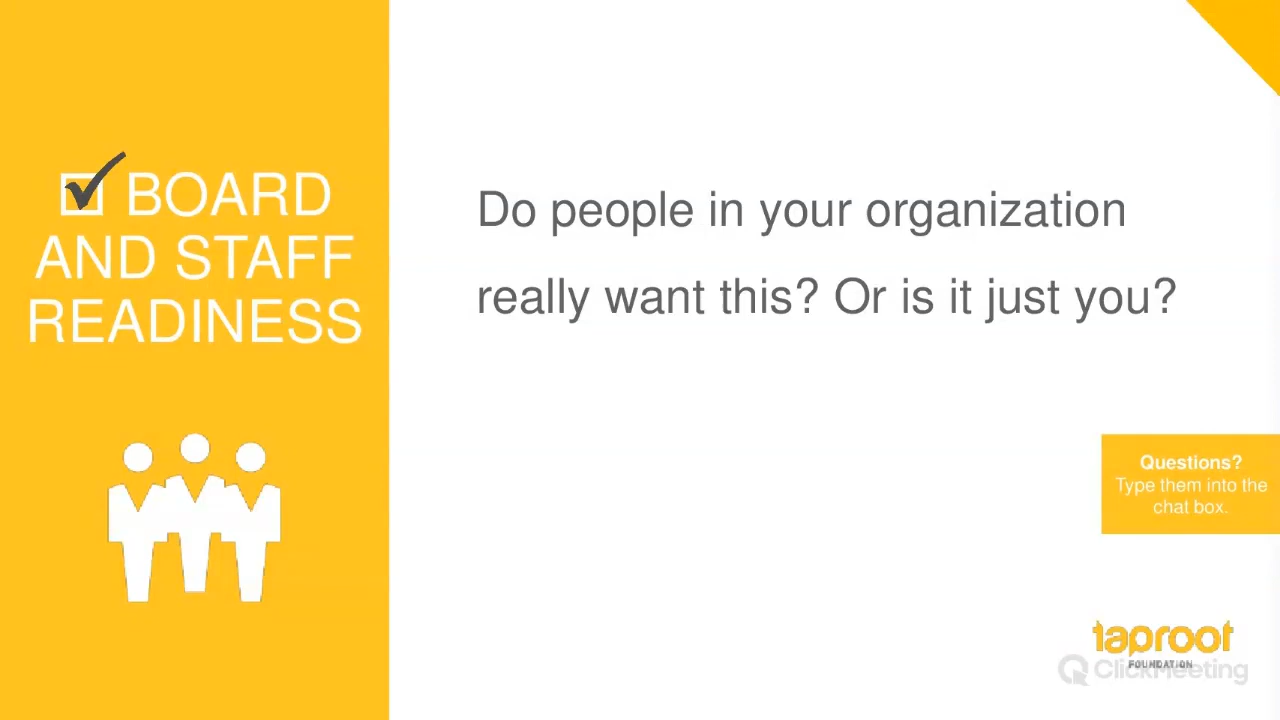 BOARD
AND STAFF
READINESS
Do people in your organization
really want this? Or is it just you?
Questions?
Type them into the
chat box.
taproot
FOUNDATION
ClickMeeting